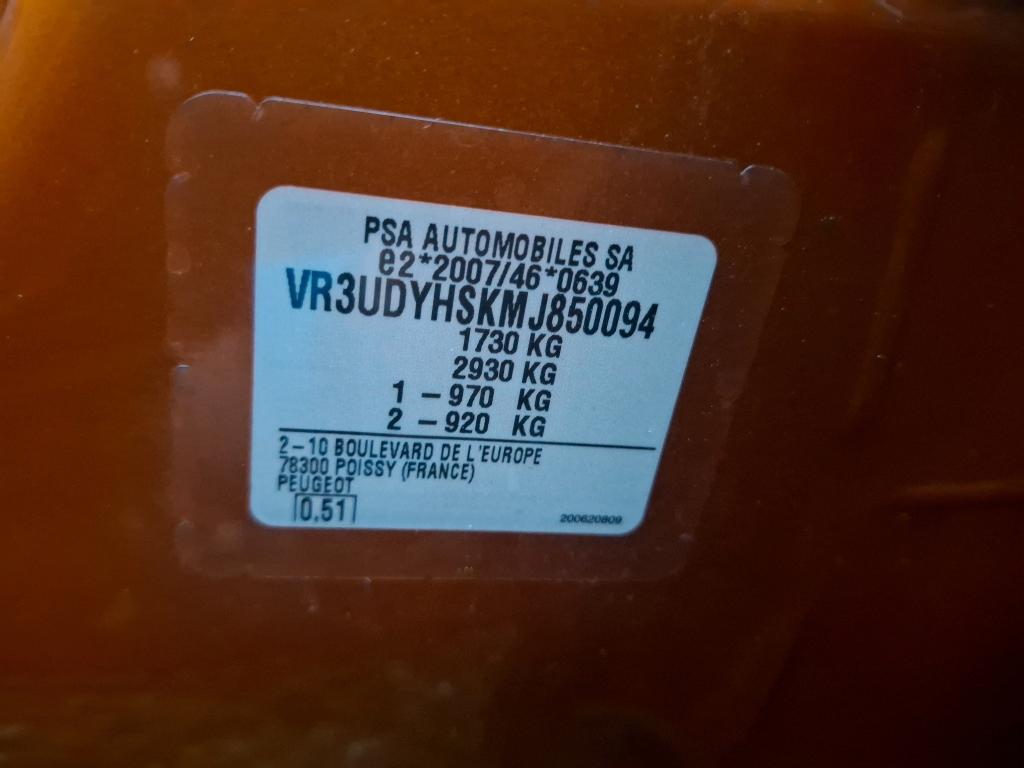 PSA AUTOMOBILES SA
e2*2007/46*0639
VR3UDYHSKMJ850094
1730 KG
2930 KG
1 - 970 KG
2 - 920 KG
2-10 BOULEVARD DE L'EUROPE
78300 POISSY (FRANCE)
PEUGEOT
0.51
200620809